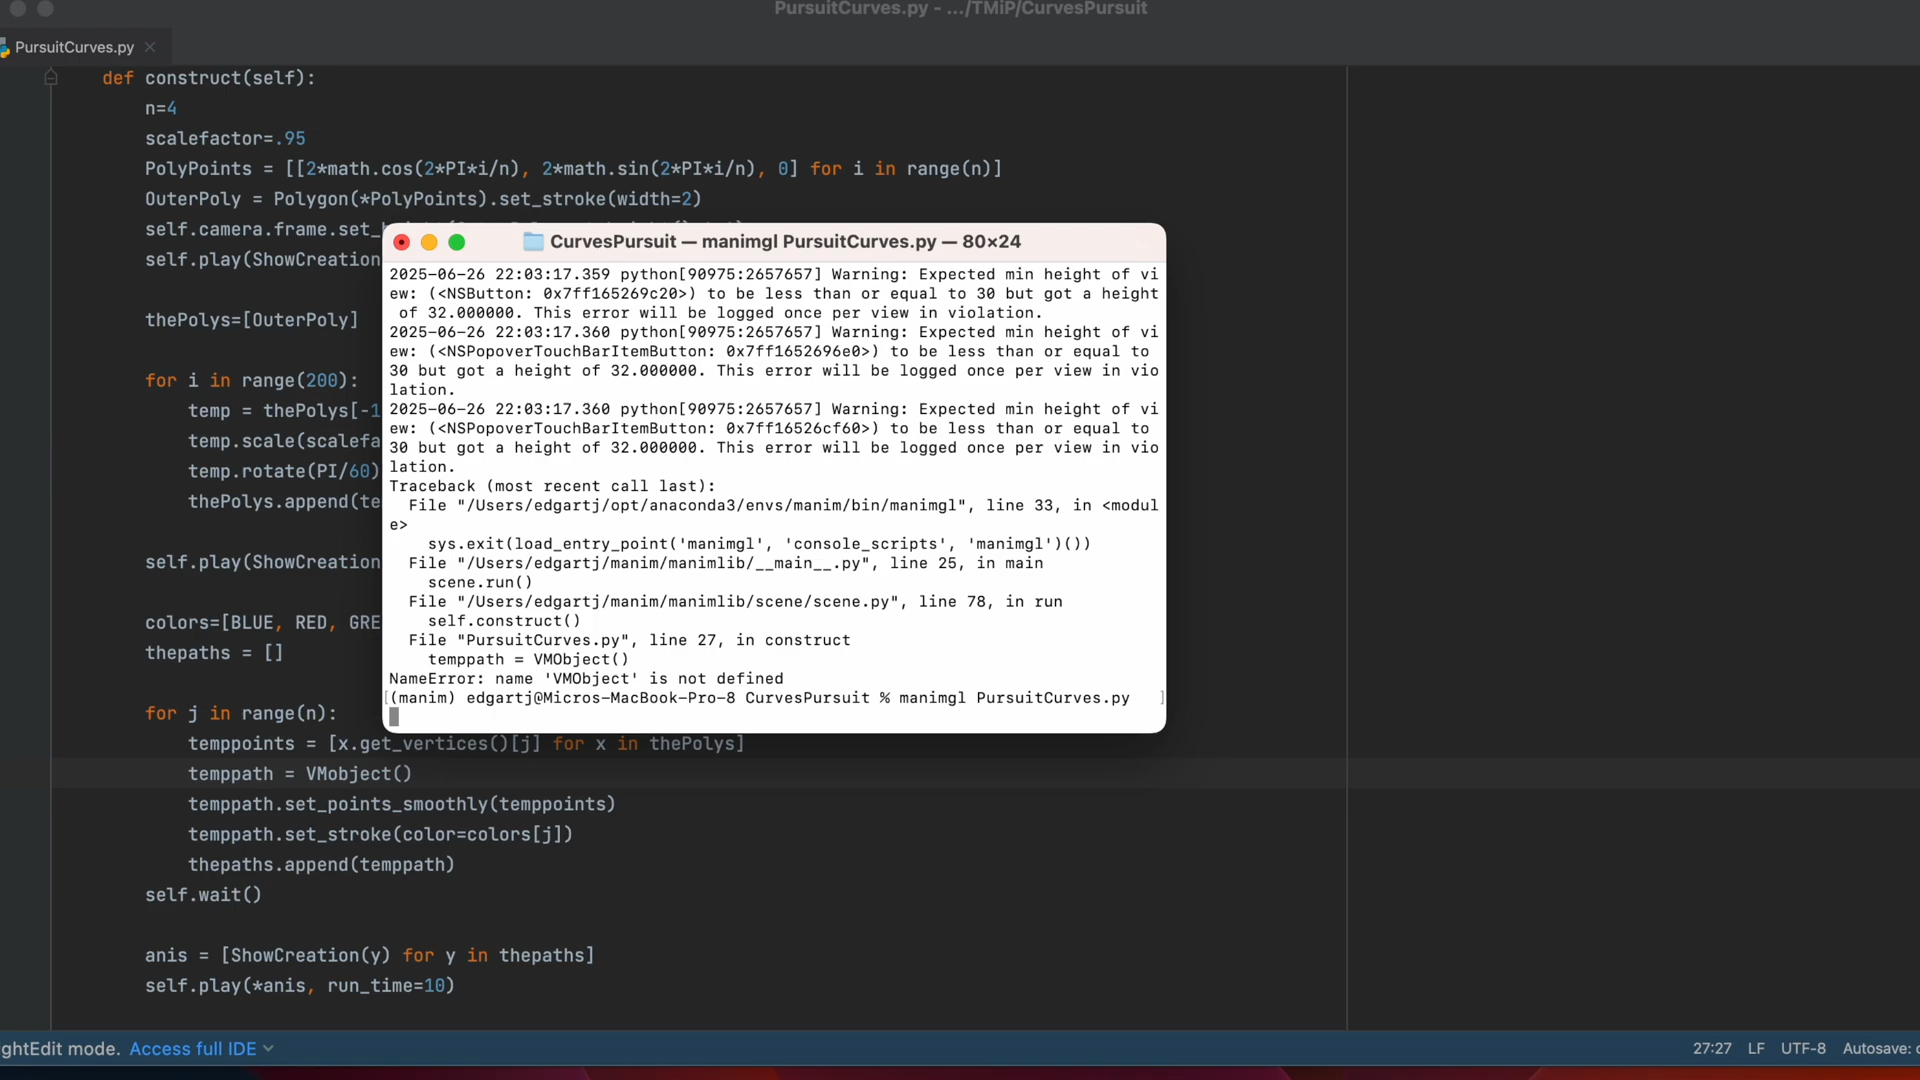 PursuitCurves.py - .../TMiP/CurvesPursuit
PursuitCurves.py
def construct(self):
n=4
scalefactor=.95
PolyPoints = [[2*math.cos(2*PI*i/n), 2*math.sin(2*PI*i/n), 0] for i in range(n)]
OuterPoly = Polygon(*PolyPoints).set_stroke(width=2)
self.camera.frame.set_
self.play(ShowCreation
thePolys=[OuterPoly]
for i in range(200):
temp = thePolys[-1
temp.scale(scalefa
temp.rotate(PI/60)
thePolys.append(te
self.play(ShowCreation
colors=[BLUE, RED, GRE
thepaths = []
for j in range(n):
temppoints = [x.get_vertices()[j] for x in thePolys]
temppath = VMobject()
temppath.set_points_smoothly(temppoints)
temppath.set_stroke(color=colors[j])
thepaths.append(temppath)
self.wait()
anis = [ShowCreation(y) for y in thepaths]
self.play(*anis, run_time=10)
CurvesPursuit — manimgl PursuitCurves.py — 80×24
2025-06-26 22:03:17.359 python[90975:2657657] Warning: Expected min height of vi
ew: (<NSButton: 0x7ff165269c20>) to be less than or equal to 30 but got a height
of 32.000000. This error will be logged once per view in violation.
2025-06-26 22:03:17.360 python[90975:2657657] Warning: Expected min height of vi
ew: (<NSPopoverTouchBarItemButton: 0x7ff1652696e0>) to be less than or equal to
30 but got a height of 32.000000. This error will be logged once per view in vio
lation.
2025-06-26 22:03:17.360 python[90975:2657657] Warning: Expected min height of vi
ew: (<NSPopoverTouchBarItemButton: 0x7ff16526cf60>) to be less than or equal to
30 but got a height of 32.000000. This error will be logged once per view in vio
lation.
Traceback (most recent call last):
File "/Users/edgartj/opt/anaconda3/envs/manim/bin/manimgl", line 33, in <modul
e>
sys.exit(load_entry_point('manimgl', 'console_scripts', 'manimgl')())
File "/Users/edgartj/manim/manimlib/__main__.py", line 25, in main
scene.run()
File "/Users/edgartj/manim/manimlib/scene/scene.py", line 78, in run
self.construct()
File "PursuitCurves.py", line 27, in construct
temppath = VMObject()
NameError: name 'VMObject' is not defined
[(manim) edgartj@Micros-MacBook-Pro-8 CurvesPursuit % manimgl PursuitCurves.py ]
ghtEdit mode. Access full IDE
27:27 LF UTF-8 Autosave: